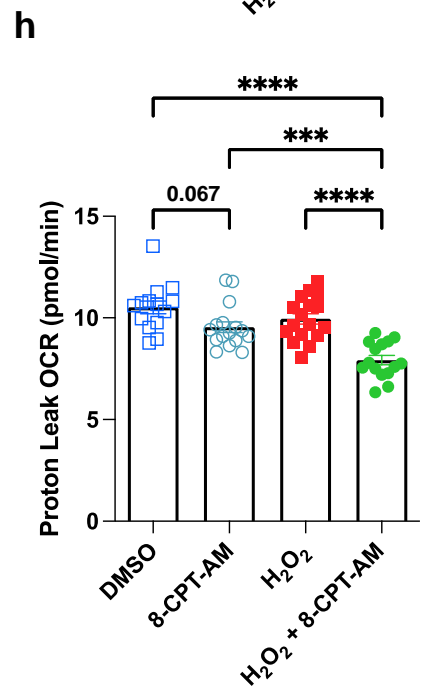 H₂
h
****
***
0.067
****
Proton Leak OCR (pmol/min)
15
10
5
0
DMSO
8-CPT-AM
H₂O₂
H₂O₂ + 8-CPT-AM